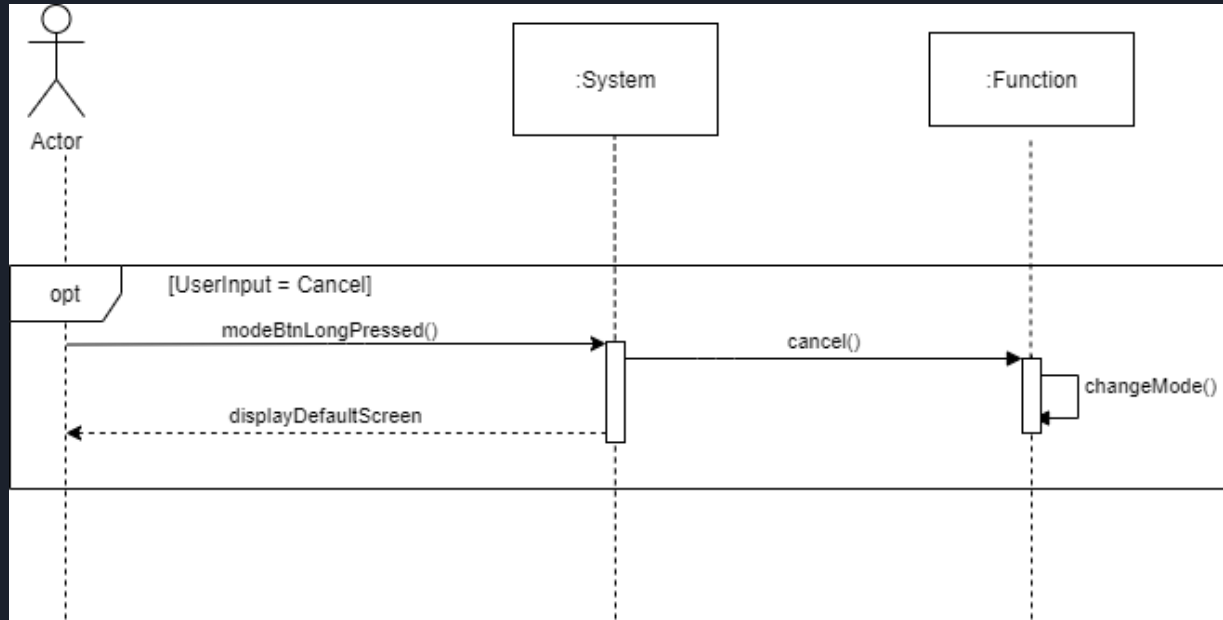 :System
:Function
Actor
opt
[UserInput = Cancel]
modeBtnLongPressed()
cancel()
changeMode()
displayDefaultScreen